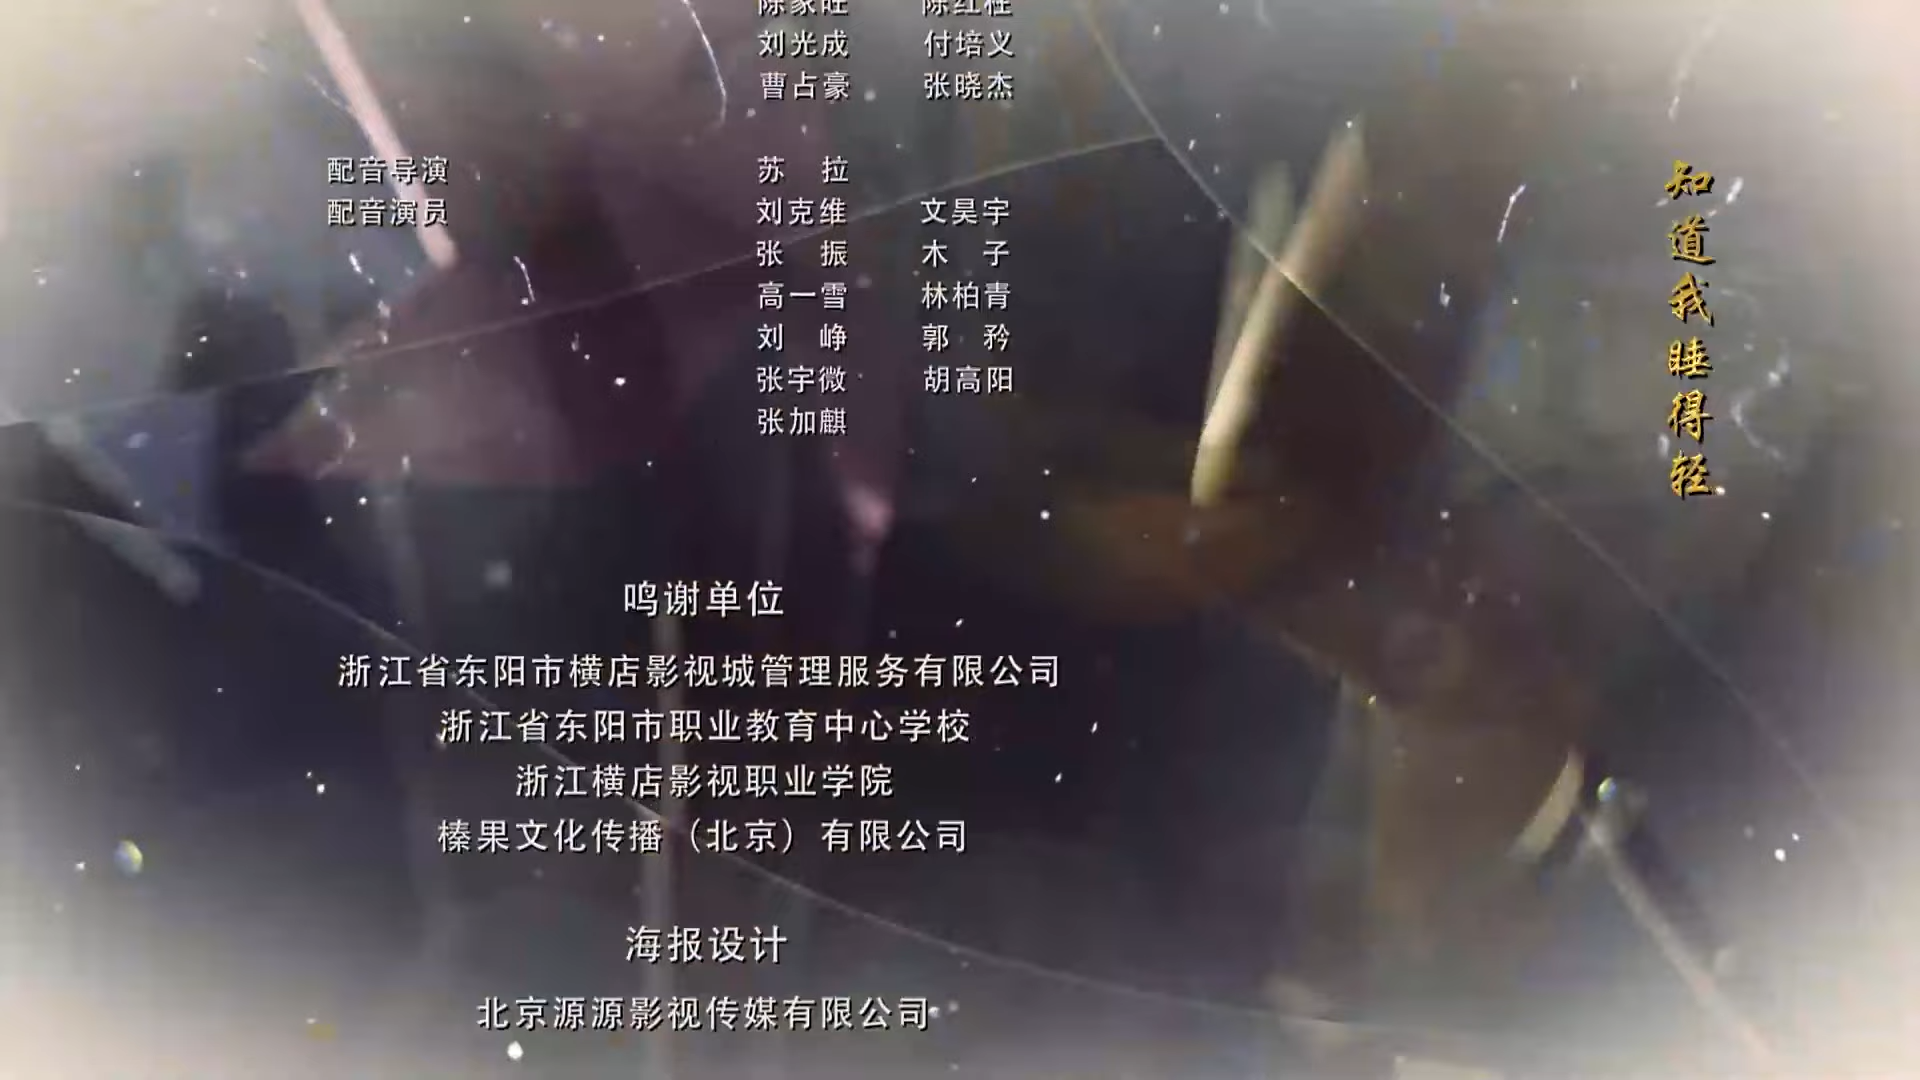 陈家旺 陈红柱
刘光成 付培义
曹占豪 张晓杰
配音导演 苏 拉
配音演员 刘克维 文昊宇
张 振 木 子
高一雪 林柏青
刘 峥 郭 矜
张宇微 胡高阳
张加麒
鸣谢单位
浙江省东阳市横店影视城管理服务有限公司
浙江省东阳市职业教育中心学校
浙江横店影视职业学院
榛果文化传播（北京）有限公司
海报设计
北京源源影视传媒有限公司
知道我睡得轻